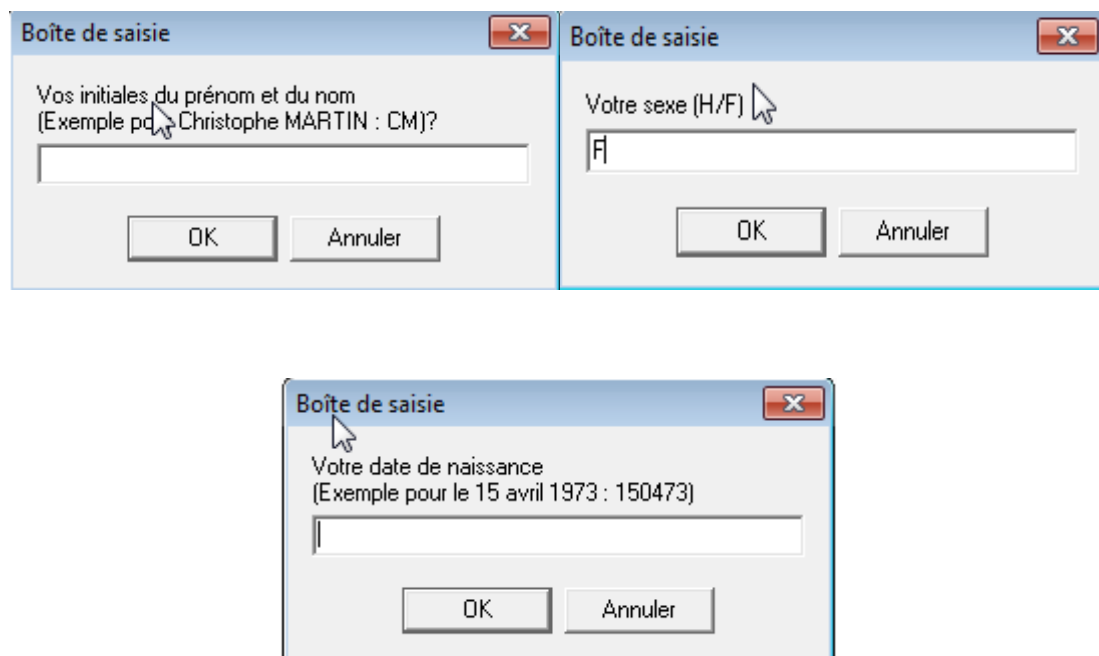 Boîte de saisie
Vos initiales du prénom et du nom
(Exemple Christophe MARTIN : CM)?
OK Annuler
Boîte de saisie
Votre sexe (H/F)
F
OK Annuler
Boîte de saisie
Votre date de naissance
(Exemple pour le 15 avril 1973 : 150473)
OK Annuler